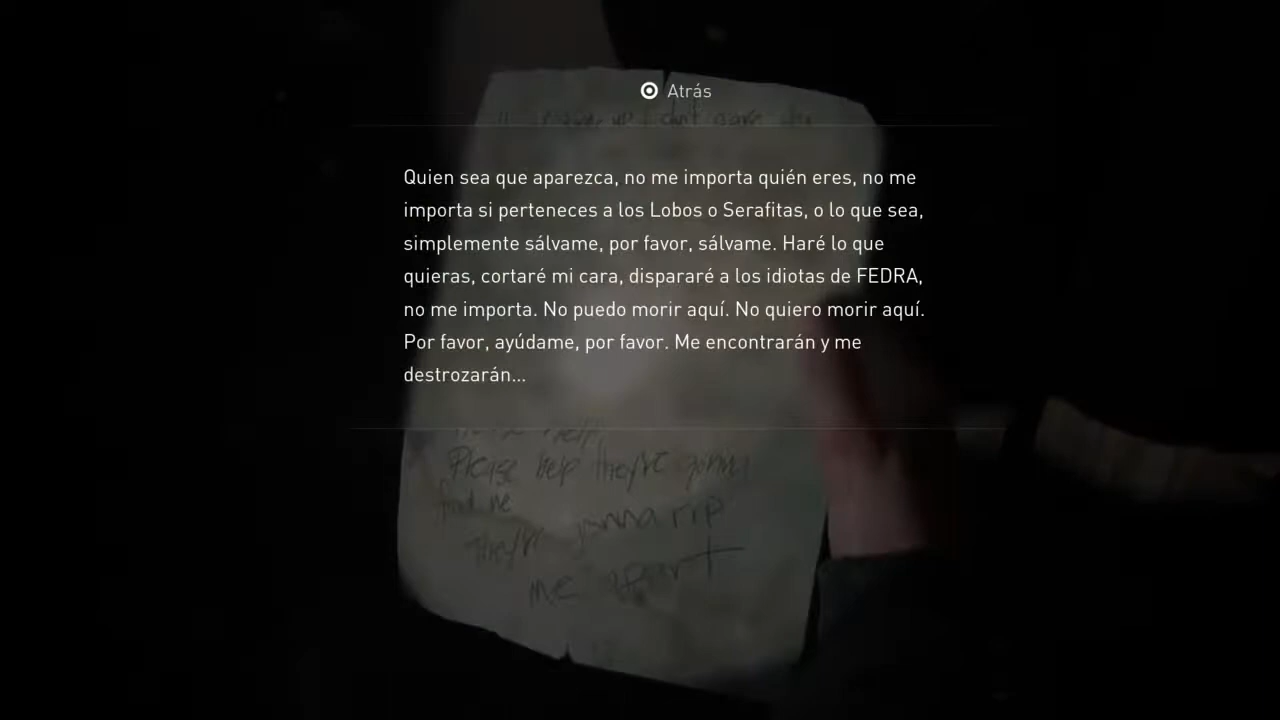 Atrás
Quien sea que aparezca, no me importa quién eres, no me
importa si perteneces a los Lobos o Serafitas, o lo que sea,
simplemente sálvame, por favor, sálvame. Haré lo que
quieras, cortaré mi cara, dispararé a los idiotas de FEDRA,
no me importa. No puedo morir aquí. No quiero morir aquí.
Por favor, ayúdame, por favor. Me encontrarán y me
destrozarán...
help
Please help they're gonna
find me
They're gonna rip
me apart